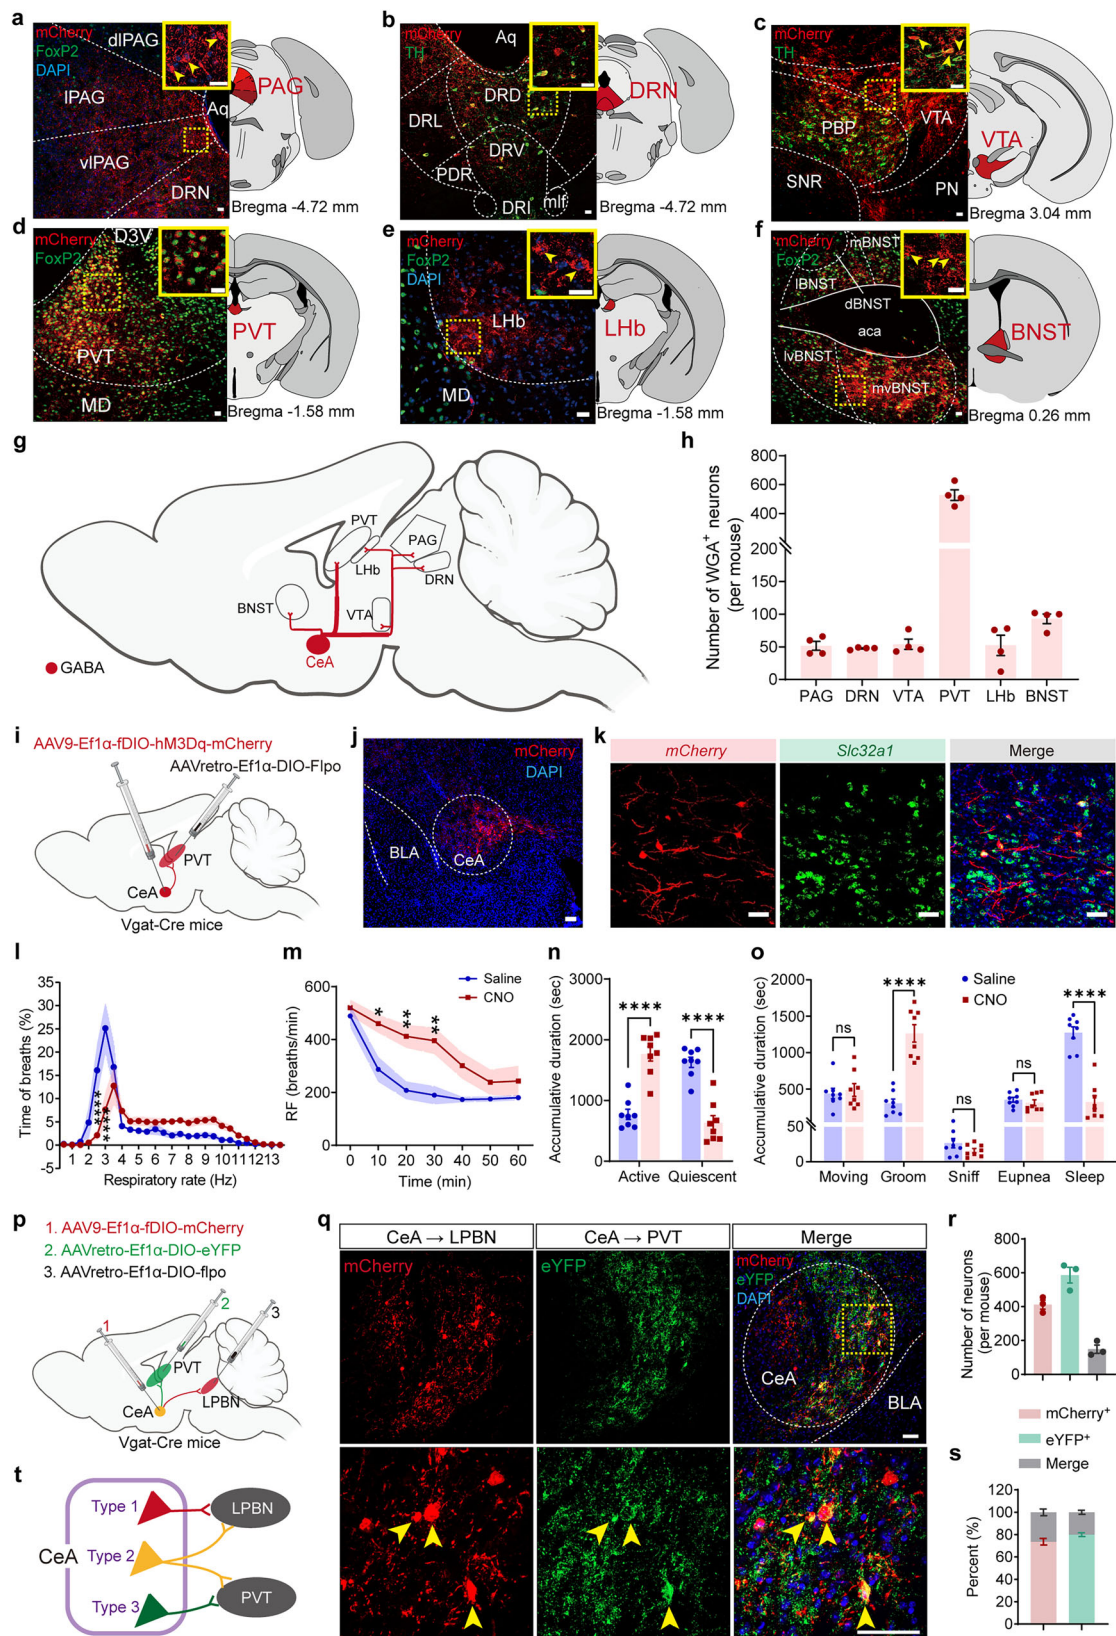 a
mCherry
FoxP2
DAPI
dlPAG
lPAG
Aq
vlPAG
DRN
PAG
Bregma -4.72 mm
b
mCherry
TH
Aq
DRD
DRL
DRV
PDR
DRI
mlf
DRN
Bregma -4.72 mm
c
mCherry
TH
PBP
VTA
SNR
PN
VTA
Bregma 3.04 mm
d
mCherry
FoxP2
D3V
PVT
MD
PVT
Bregma -1.58 mm
e
mCherry
FoxP2
DAPI
LHb
MD
LHb
Bregma -1.58 mm
f
mCherry
FoxP2
mBNST
lBNST
dBNST
aca
lvBNST
mvBNST
BNST
Bregma 0.26 mm
g
PVT
PAG
LHb
DRN
BNST
VTA
CeA
GABA
h
Number of WGA+ neurons
(per mouse)
800
600
400
200
150
100
50
0
PAG DRN VTA PVT LHb BNST
i
AAV9-Ef1α-fDIO-hM3Dq-mCherry
AAVretro-Ef1α-DIO-Flpo
PVT
CeA
Vgat-Cre mice
j
mCherry
DAPI
BLA
CeA
k
mCherry
Slc32a1
Merge
l
Time of breaths (%)
35
30
25
20
15
10
5
0
-5
****
****
1 2 3 4 5 6 7 8 9 10 11 12 13
Respiratory rate (Hz)
m
Saline
CNO
RF (breaths/min)
600
400
200
0
* ** **
0 10 20 30 40 50 60
Time (min)
n
Accumulative duration (sec)
3000
2000
1000
0
**** ****
Active Quiescent
o
Saline
CNO
Accumulative duration (sec)
2000
1500
1000
500
50
0
ns **** ns ns ****
Moving Groom Sniff Eupnea Sleep
p
1. AAV9-Ef1α-fDIO-mCherry
2. AAVretro-Ef1α-DIO-eYFP
3. AAVretro-Ef1α-DIO-flpo
1
2
3
PVT
CeA
LPBN
Vgat-Cre mice
q
CeA → LPBN
CeA → PVT
Merge
mCherry
eYFP
mCherry
eYFP
DAPI
CeA
BLA
r
Number of neurons
(per mouse)
800
600
400
200
0
mCherry+
eYFP+
Merge
s
Percent (%)
120
100
80
60
40
20
0
t
CeA
Type 1
Type 2
Type 3
LPBN
PVT